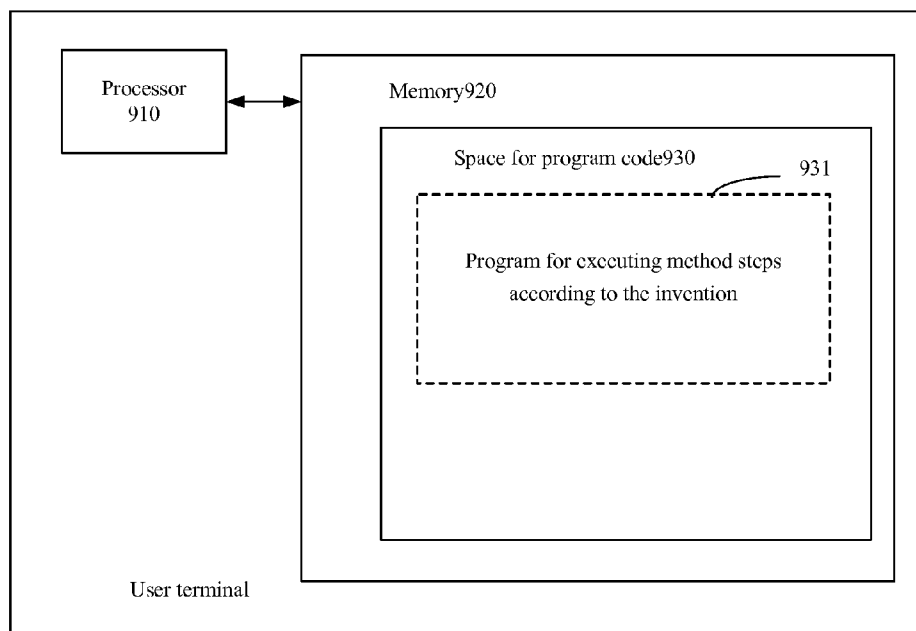 Processor
910
Memory920
Space for program code930
931
Program for executing method steps
according to the invention
User terminal